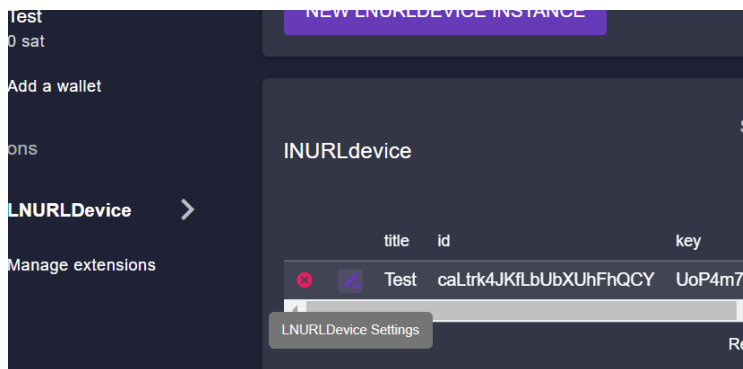 Test
0 sat
Add a wallet
ons
LNURLDevice
Manage extensions
NEW LNURLDEVICE INSTANCE
lNURLdevice
title id key
Test caLtrk4JKfLbUbXUhFhQCY UoP4m7
LNURLDevice Settings
Re